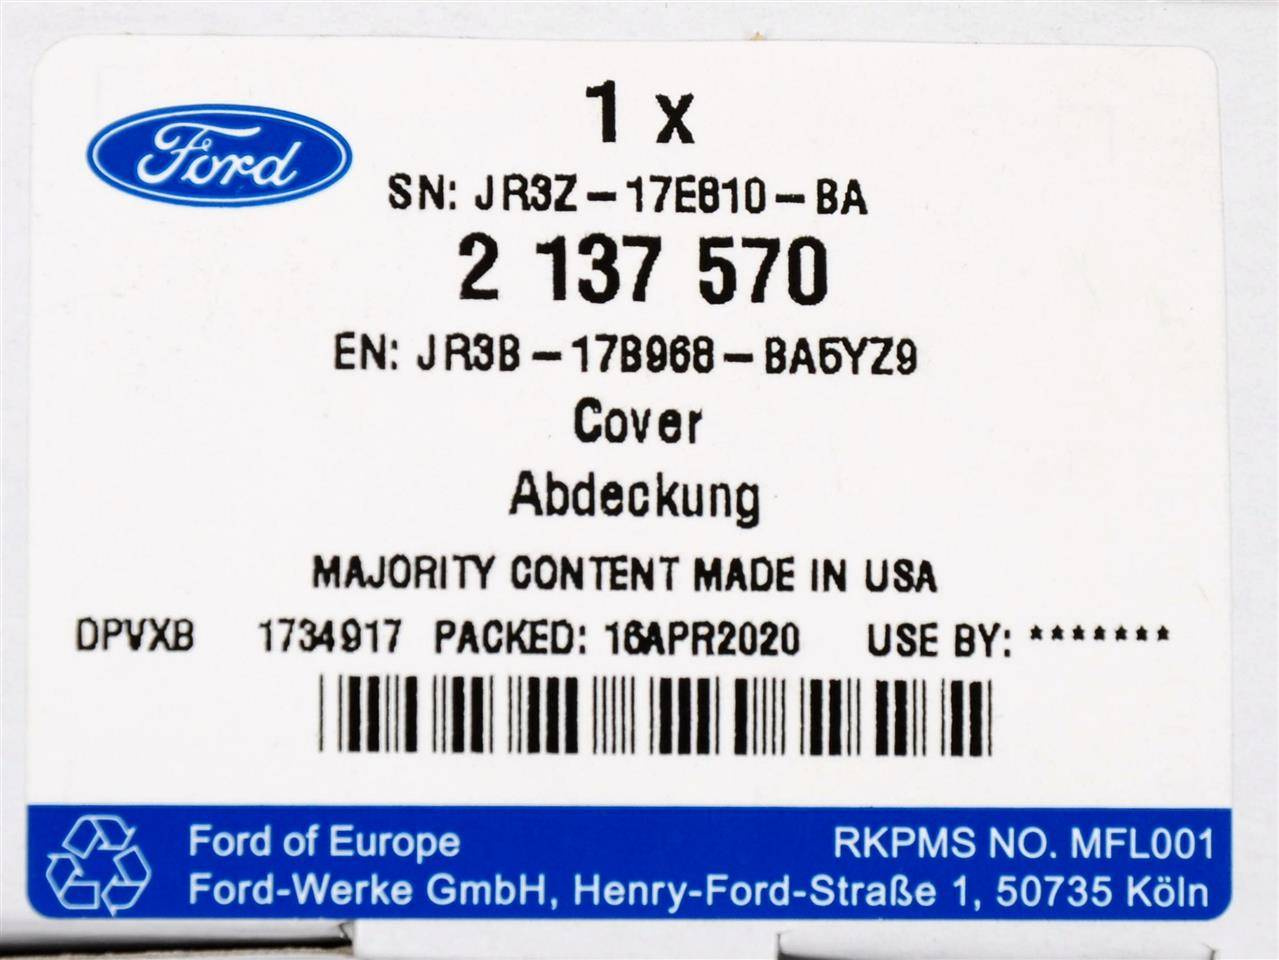 Ford
1 x
SN: JR3Z-17E810-BA
2 137 570
EN: JR3B-17B968-BA5YZ9
Cover
Abdeckung
MAJORITY CONTENT MADE IN USA
DPVXB 1734917 PACKED: 16APR2020 USE BY: *******
Ford of Europe RKPMS NO. MFL001
Ford-Werke GmbH, Henry-Ford-Straße 1, 50735 Köln